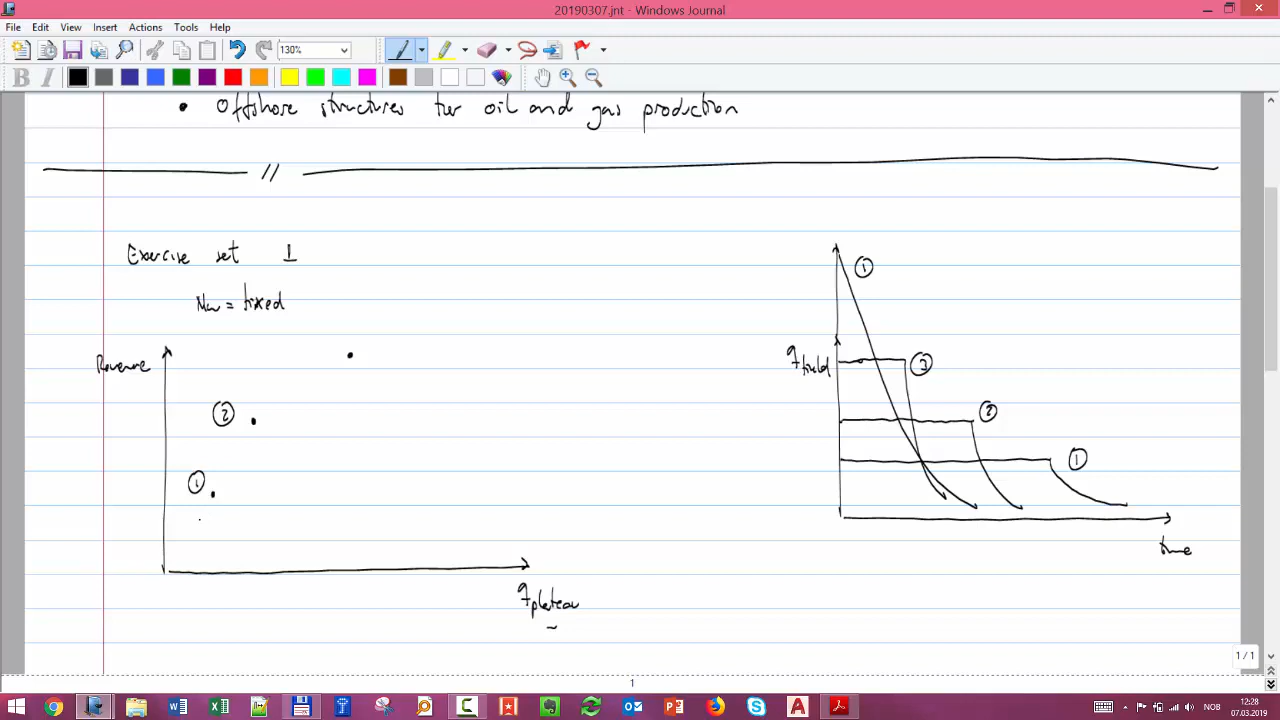 20190307.jnt - Windows Journal
File Edit View Insert Actions Tools Help
130%
B I
• Offshore structures for oil and gas production
//
Exercise set 1
Nw = fixed
Revenue
②
①
q plateau
q field
①
③
②
①
time
1 / 1
1
NOB
12:28
07.03.2019